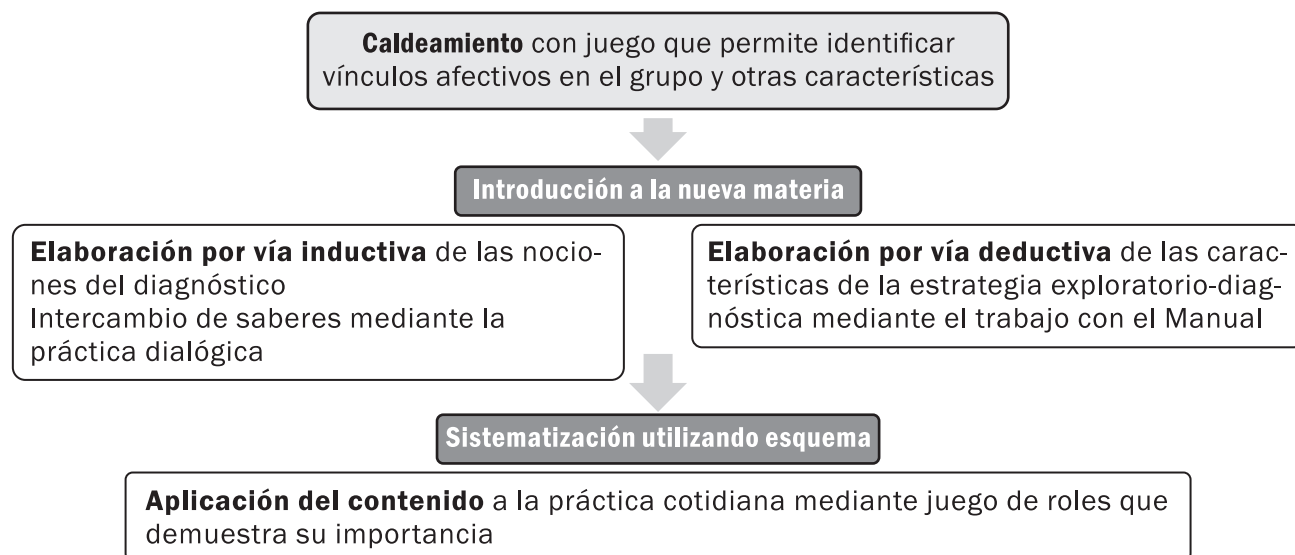 Caldeamiento con juego que permite identificar
vínculos afectivos en el grupo y otras características
Introducción a la nueva materia
Elaboración por vía inductiva de las nocio-
nes del diagnóstico
Intercambio de saberes mediante la
práctica dialógica
Elaboración por vía deductiva de las carac-
terísticas de la estrategia exploratorio-diag-
nóstica mediante el trabajo con el Manual
Sistematización utilizando esquema
Aplicación del contenido a la práctica cotidiana mediante juego de roles que
demuestra su importancia